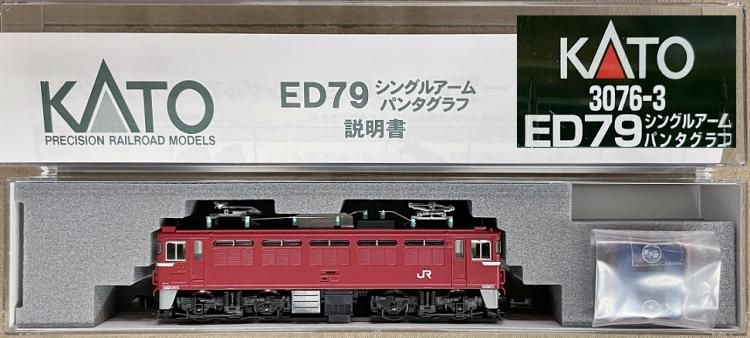 KATO
PRECISION RAILROAD MODELS
ED79 シングルアーム
パンタグラフ
説明書
KATO
3076-3
ED79 シングルアーム
パンタグラフ
JR